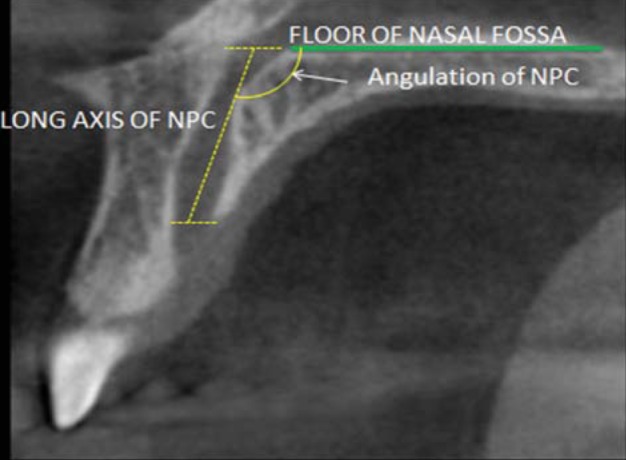 FLOOR OF NASAL FOSSA
Angulation of NPC
LONG AXIS OF NPC